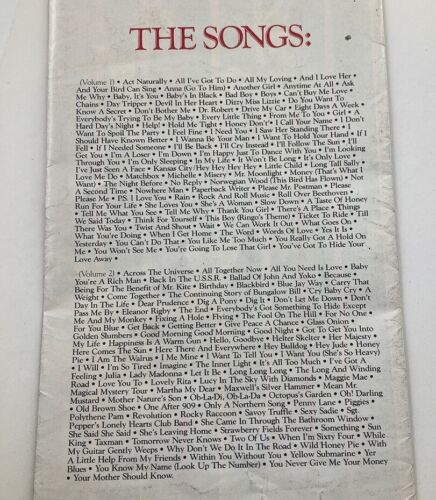 THE SONGS:
(Volume 1) • Act Naturally • All I've Got To Do • All My Loving • And I Love Her •
And Your Bird Can Sing • Anna (Go To Him) • Another Girl • Anytime At All • Ask
Me Why • Baby, It's You • Baby's In Black • Bad Boy • Boys • Can't Buy Me Love •
Chains • Day Tripper • Devil In Her Heart • Dizzy Miss Lizzie • Do You Want To
Know A Secret • Don't Bother Me • Dr. Robert • Drive My Car • Eight Days A Week •
Everybody's Trying To Be My Baby • Every Little Thing • From Me To You • Girl • A
Hard Day's Night • Help! • Hold Me Tight • Honey Don't • I Call Your Name • I Don't
Want To Spoil The Party • I Feel Fine • I Need You • I Saw Her Standing There • I
Should Have Known Better • I Wanna Be Your Man • I Want To Hold Your Hand • If I
Fell • If I Needed Someone • I'll Be Back • I'll Cry Instead • I'll Follow The Sun • I'll
Get You • I'm A Loser • I'm Down • I'm Happy Just To Dance With You • I'm Looking
Through You • I'm Only Sleeping • In My Life • It Won't Be Long • It's Only Love •
I've Just Seen A Face • Kansas City/Hey Hey Hey Hey • Little Child • Long Tall Sally •
Love Me Do • Matchbox • Michelle • Misery • Mr. Moonlight • Money (That's What I
Want) • The Night Before • No Reply • Norwegian Wood (This Bird Has Flown) • Not
A Second Time • Nowhere Man • Paperback Writer • Please Mr. Postman • Please
Please Me • P.S. I Love You • Rain • Rock And Roll Music • Roll Over Beethoven •
Run For Your Life • She Loves You • She's A Woman • Slow Down • A Taste Of Honey
• Tell Me What You See • Tell Me Why • Thank You Girl • There's A Place • Things
We Said Today • Think For Yourself • This Boy (Ringo's Theme) • Ticket To Ride • Till
There Was You • Twist And Shout • Wait • We Can Work It Out • What Goes On •
What You're Doing • When I Get Home • The Word • Words Of Love • Yes It Is •
Yesterday • You Can't Do That • You Like Me Too Much • You Really Got A Hold On
Me • You Won't See Me • You're Going To Lose That Girl • You've Got To Hide Your
Love Away •
(Volume 2) • Across The Universe • All Together Now • All You Need Is Love • Baby
You're A Rich Man • Back In The U.S.S.R. • Ballad Of John And Yoko • Because •
Being For The Benefit Of Mr. Kite • Birthday • Blackbird • Blue Jay Way • Carry That
Weight • Come Together • The Continuing Story of Bungalow Bill • Cry Baby Cry • A
Day In The Life • Dear Prudence • Dig A Pony • Dig It • Don't Let Me Down • Don't
Pass Me By • Eleanor Rigby • The End • Everybody's Got Something To Hide Except
Me And My Monkey • Fixing A Hole • Flying • The Fool On The Hill • For No One •
For You Blue • Get Back • Getting Better • Give Peace A Chance • Glass Onion •
Golden Slumbers • Good Morning Good Morning • Good Night • Got To Get You Into
My Life • Happiness Is A Warm Gun • Hello, Goodbye • Helter Skelter • Her Majesty •
Here Comes The Sun • Here There And Everywhere • Hey Bulldog • Hey Jude • Honey
Pie • I Am The Walrus • I Me Mine • I Want To Tell You • I Want You (She's So Heavy)
• I Will • I'm So Tired • Imagine • The Inner Light • It's All Too Much • I've Got A
Feeling • Julia • Lady Madonna • Let It Be • Long Long Long • The Long And Winding
Road • Love You To • Lovely Rita • Lucy In The Sky With Diamonds • Maggie Mae •
Magical Mystery Tour • Martha My Dear • Maxwell's Silver Hammer • Mean Mr.
Mustard • Mother Nature's Son • Ob-La-Di, Ob-La-Da • Octopus's Garden • Oh! Darling
• Old Brown Shoe • One After 909 • Only A Northern Song • Penny Lane • Piggies •
Polythene Pam • Revolution • Rocky Raccoon • Savoy Truffle • Sexy Sadie • Sgt.
Pepper's Lonely Hearts Club Band • She Came In Through The Bathroom Window •
She Said She Said • She's Leaving Home • Strawberry Fields Forever • Something • Sun
King • Taxman • Tomorrow Never Knows • Two Of Us • When I'm Sixty Four • While
My Guitar Gently Weeps • Why Don't We Do It In The Road • Wild Honey Pie • With
A Little Help From My Friends • Within You Without You • Yellow Submarine • Yer
Blues • You Know My Name (Look Up The Number) • You Never Give Me Your Money
• Your Mother Should Know.